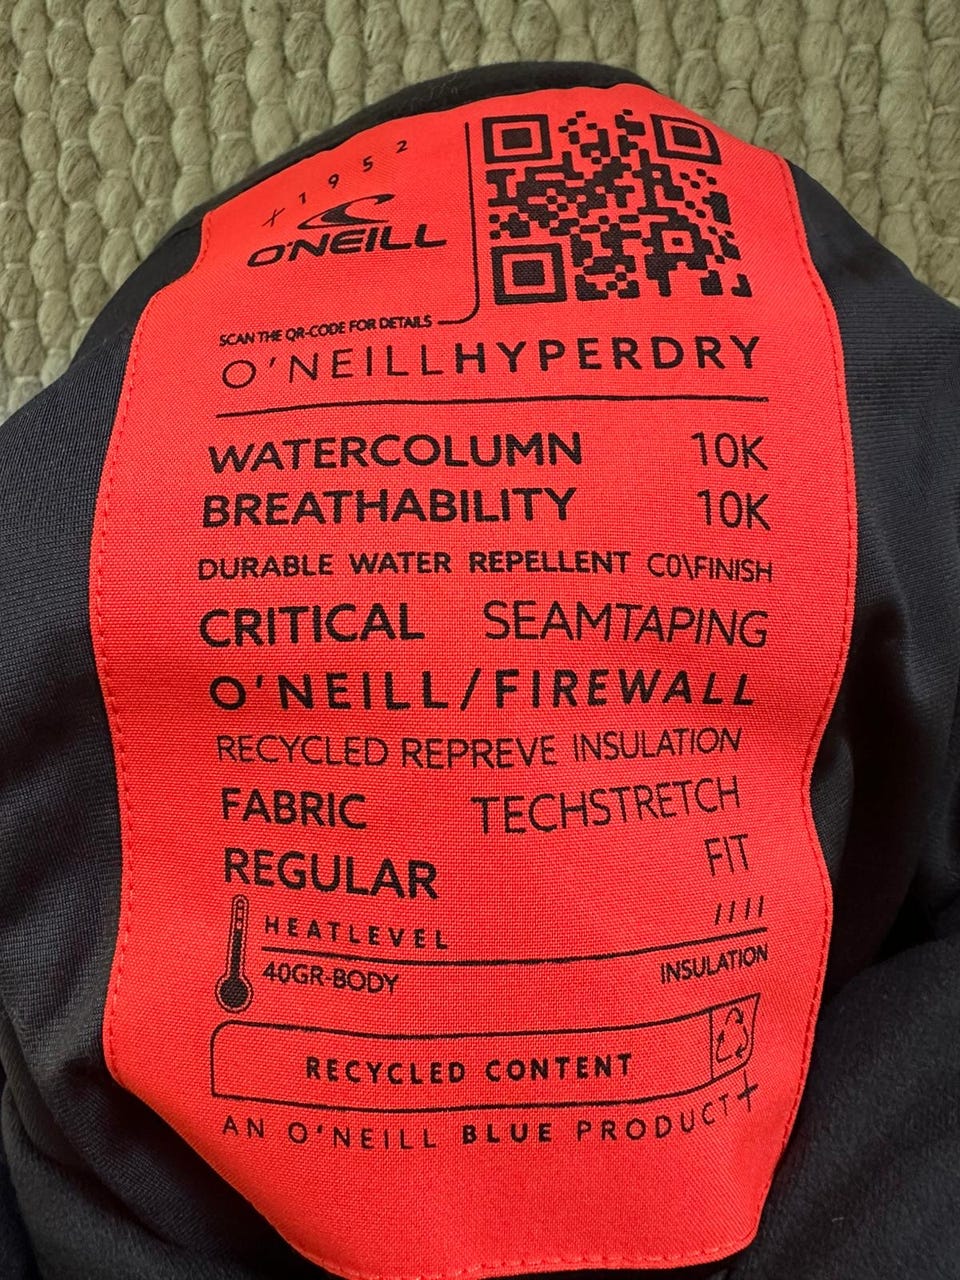 / 1952
O'NEILL
SCAN THE QR-CODE FOR DETAILS
O'NEILL HYPERDRY
WATERCOLUMN 10K
BREATHABILITY 10K
DURABLE WATER REPELLENT C0\FINISH
CRITICAL SEAMTAPING
O'NEILL/FIREWALL
RECYCLED REPREVE INSULATION
FABRIC TECHSTRETCH
REGULAR FIT
HEATLEVEL ////
40GR-BODY INSULATION
RECYCLED CONTENT
AN O'NEILL BLUE PRODUCT+